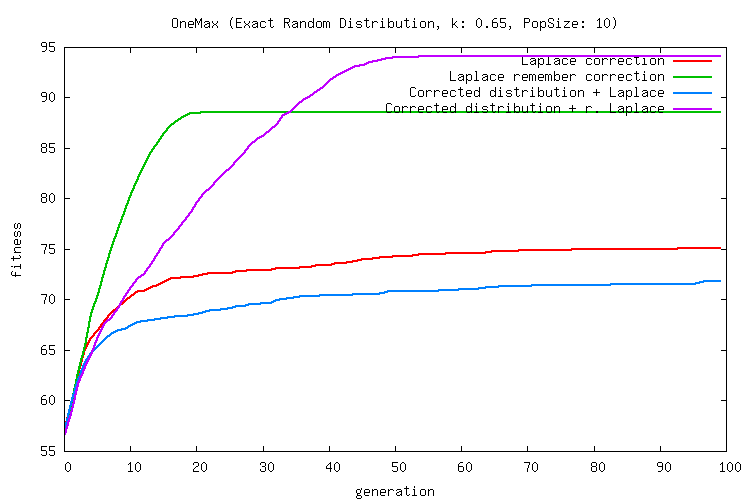 OneMax (Exact Random Distribution, k: 0.65, PopSize: 10)
95
Laplace correction
Laplace remember correction
90
Corrected distribution + Laplace
Corrected distribution + r. Laplace
85
80
75
fitness
70
65
60
55
0 10 20 30 40 50 60 70 80 90 100
generation